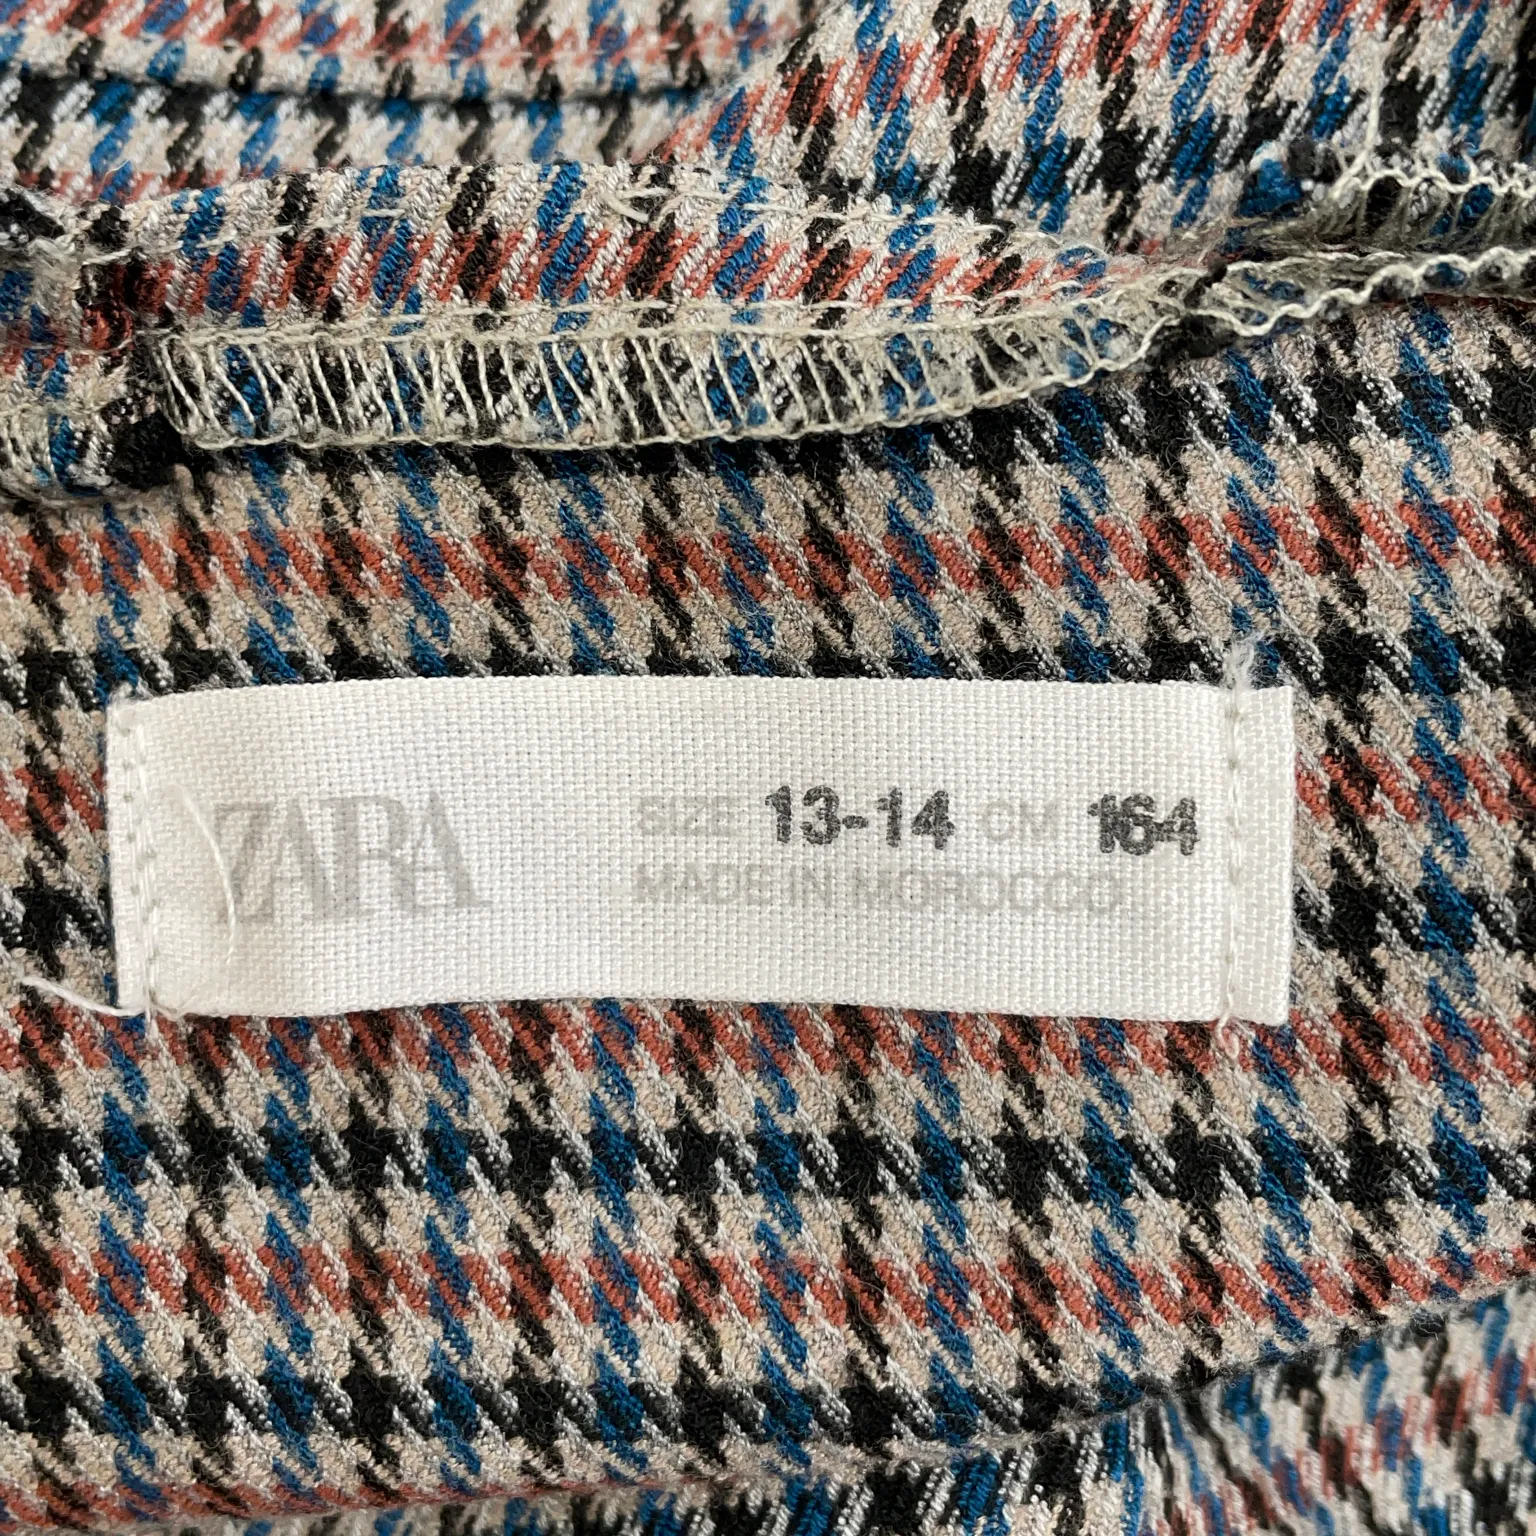 ZARA
SIZE 13-14 CM 164
MADE IN MOROCCO